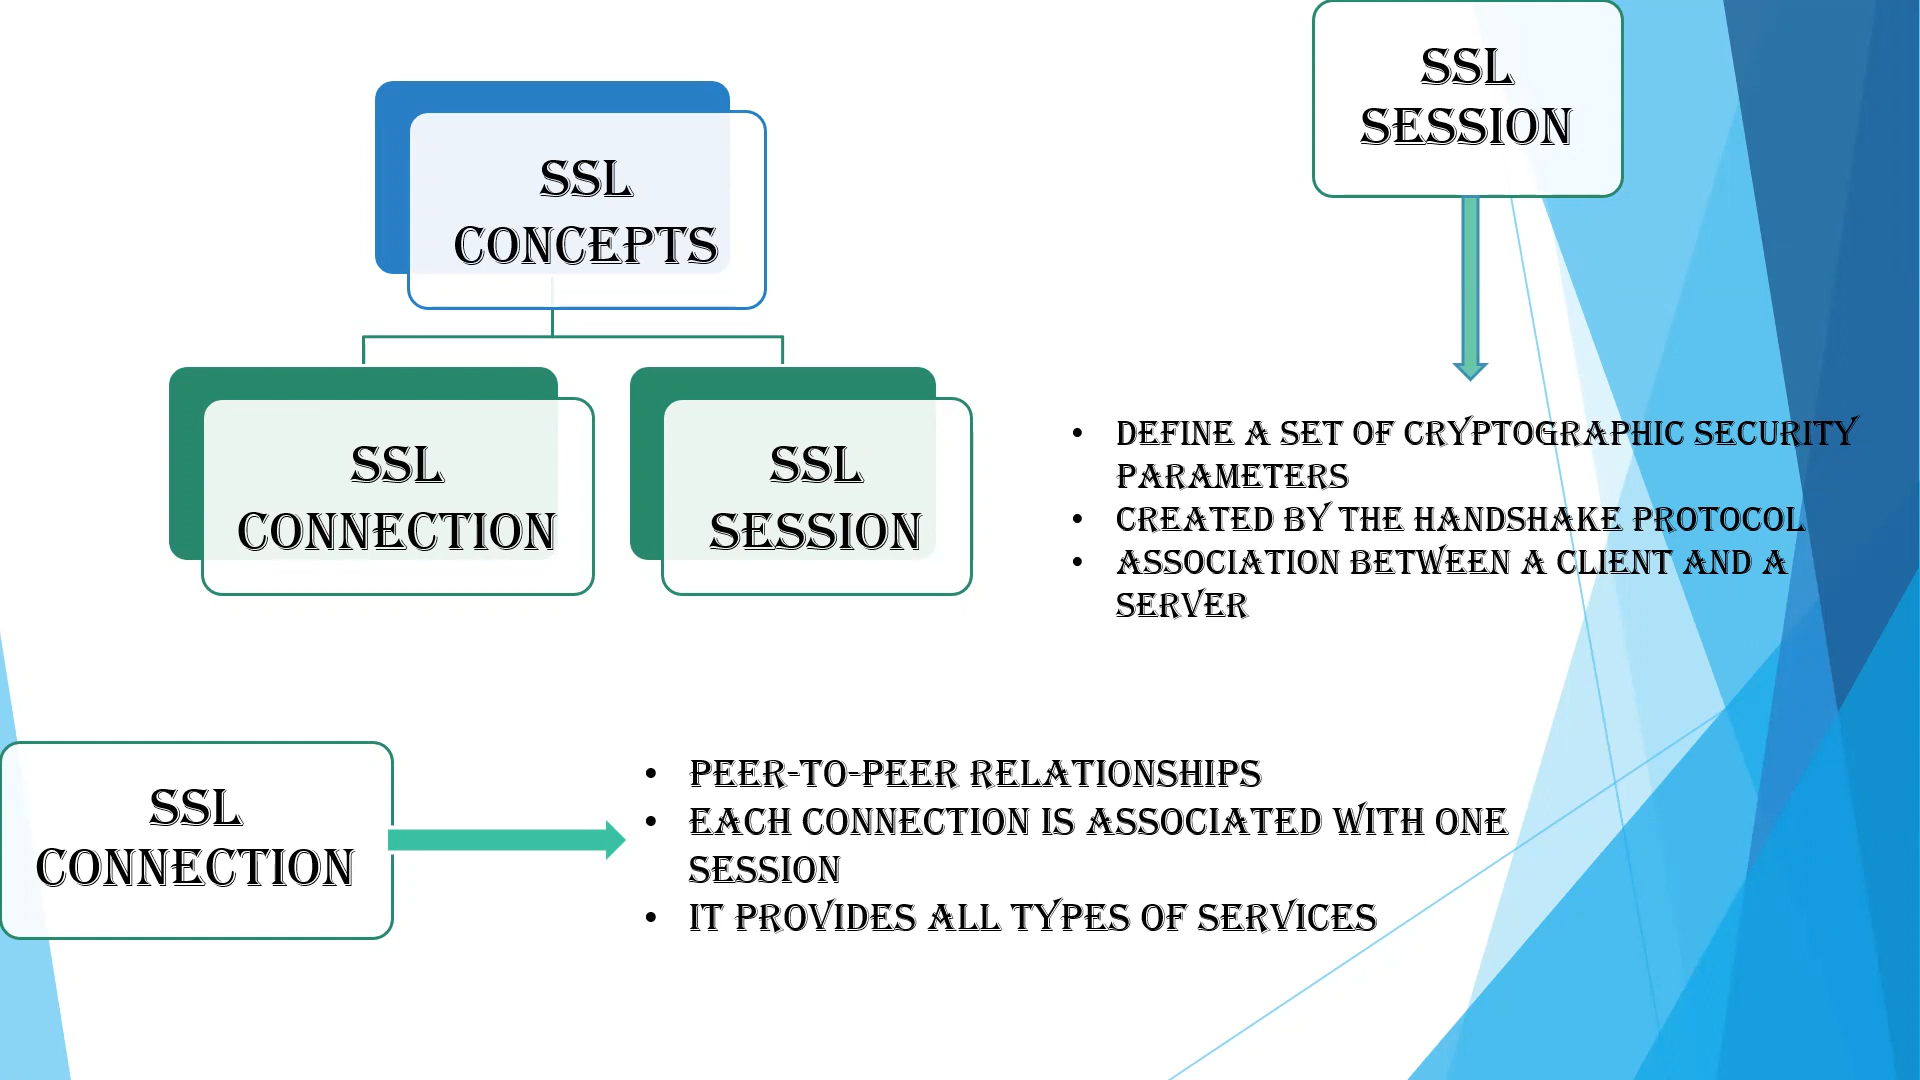 SSL
CONCEPTS
SSL
CONNECTION
SSL
SESSION
SSL
SESSION
• DEFINE A SET OF CRYPTOGRAPHIC SECURITY
PARAMETERS
• CREATED BY THE HANDSHAKE PROTOCOL
• ASSOCIATION BETWEEN A CLIENT AND A
SERVER
SSL
CONNECTION
• PEER-TO-PEER RELATIONSHIPS
• EACH CONNECTION IS ASSOCIATED WITH ONE
SESSION
• IT PROVIDES ALL TYPES OF SERVICES